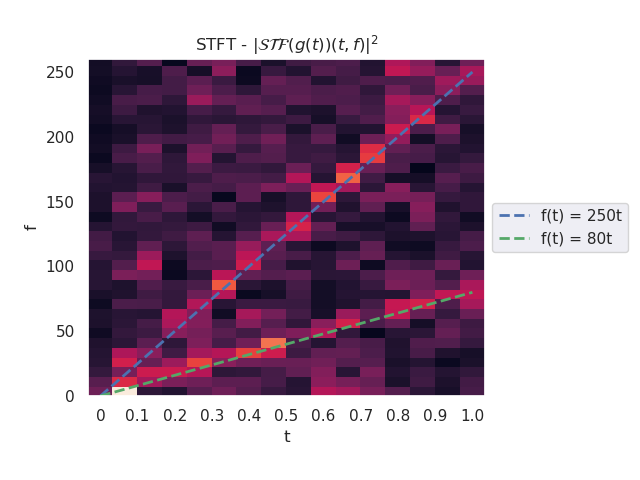 STFT - |𝒮𝒯ℱ(g(t))(t, f)|²
250
200
150
100
50
0
f
0 0.1 0.2 0.3 0.4 0.5 0.6 0.7 0.8 0.9 1.0
t
f(t) = 250t
f(t) = 80t